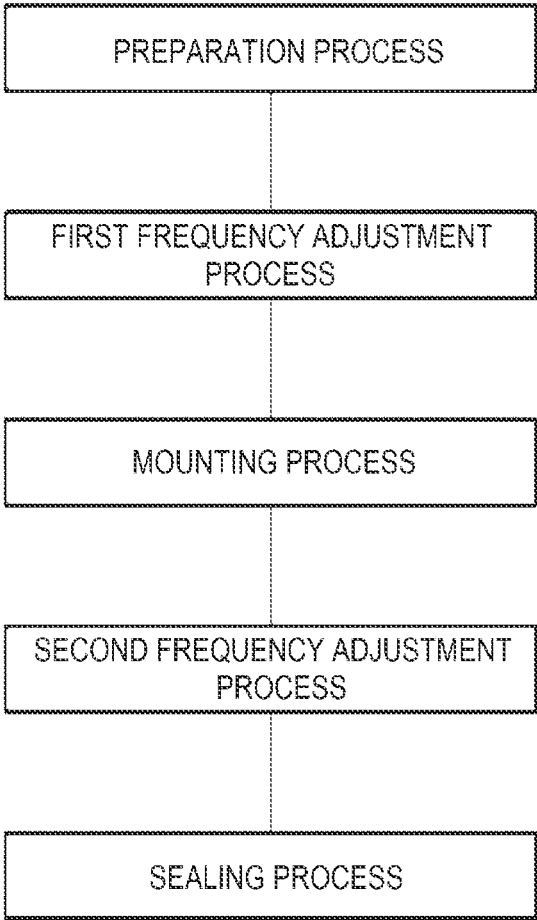 PREPARATION PROCESS
FIRST FREQUENCY ADJUSTMENT
PROCESS
MOUNTING PROCESS
SECOND FREQUENCY ADJUSTMENT
PROCESS
SEALING PROCESS